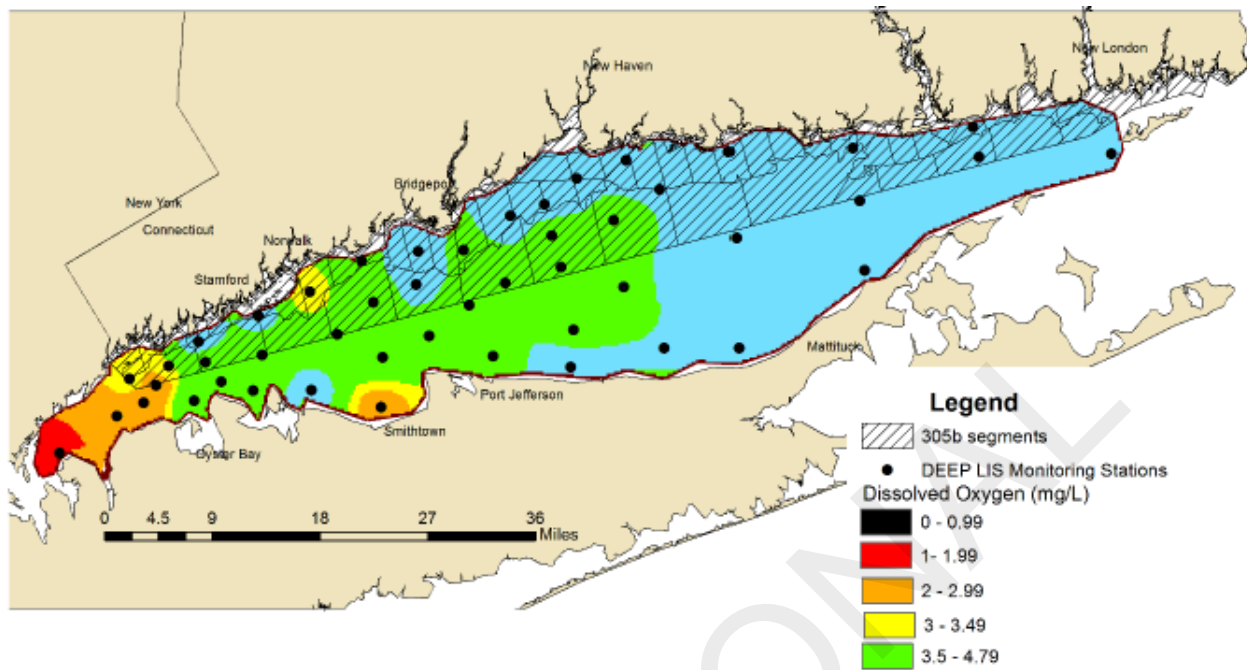 New London
New Haven
Bridgepor
New York
Connecticut
Norwalk
Stamford
Mattituck
Port Jefferson
Smithtown
Oyster Bay
0 4.5 9 18 27 36
Miles
Legend
305b segments
DEEP LIS Monitoring Stations
Dissolved Oxygen (mg/L)
0 - 0.99
1- 1.99
2 - 2.99
3 - 3.49
3.5 - 4.79
ONAL